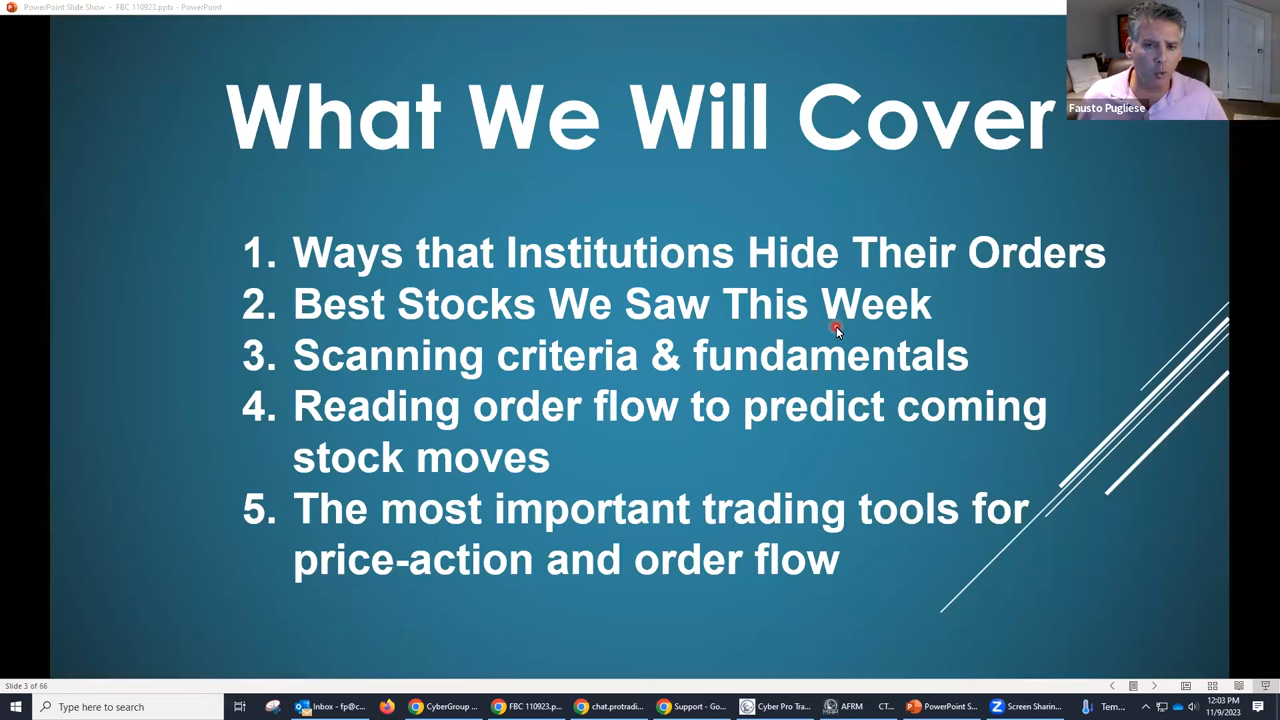 PowerPoint Slide Show - FBC 110923.pptx - PowerPoint
Fausto Pugliese
What We Will Cover
1. Ways that Institutions Hide Their Orders
2. Best Stocks We Saw This Week
3. Scanning criteria & fundamentals
4. Reading order flow to predict coming
stock moves
5. The most important trading tools for
price-action and order flow
Slide 3 of 66
Type here to search
Inbox - fp@c...
CyberGroup ...
FBC 110923.p...
chat.protradi...
Support - Go...
Cyber Pro Tra...
AFRM
CT...
PowerPoint S...
Screen Sharin...
Tem...
12:03 PM
11/9/2023